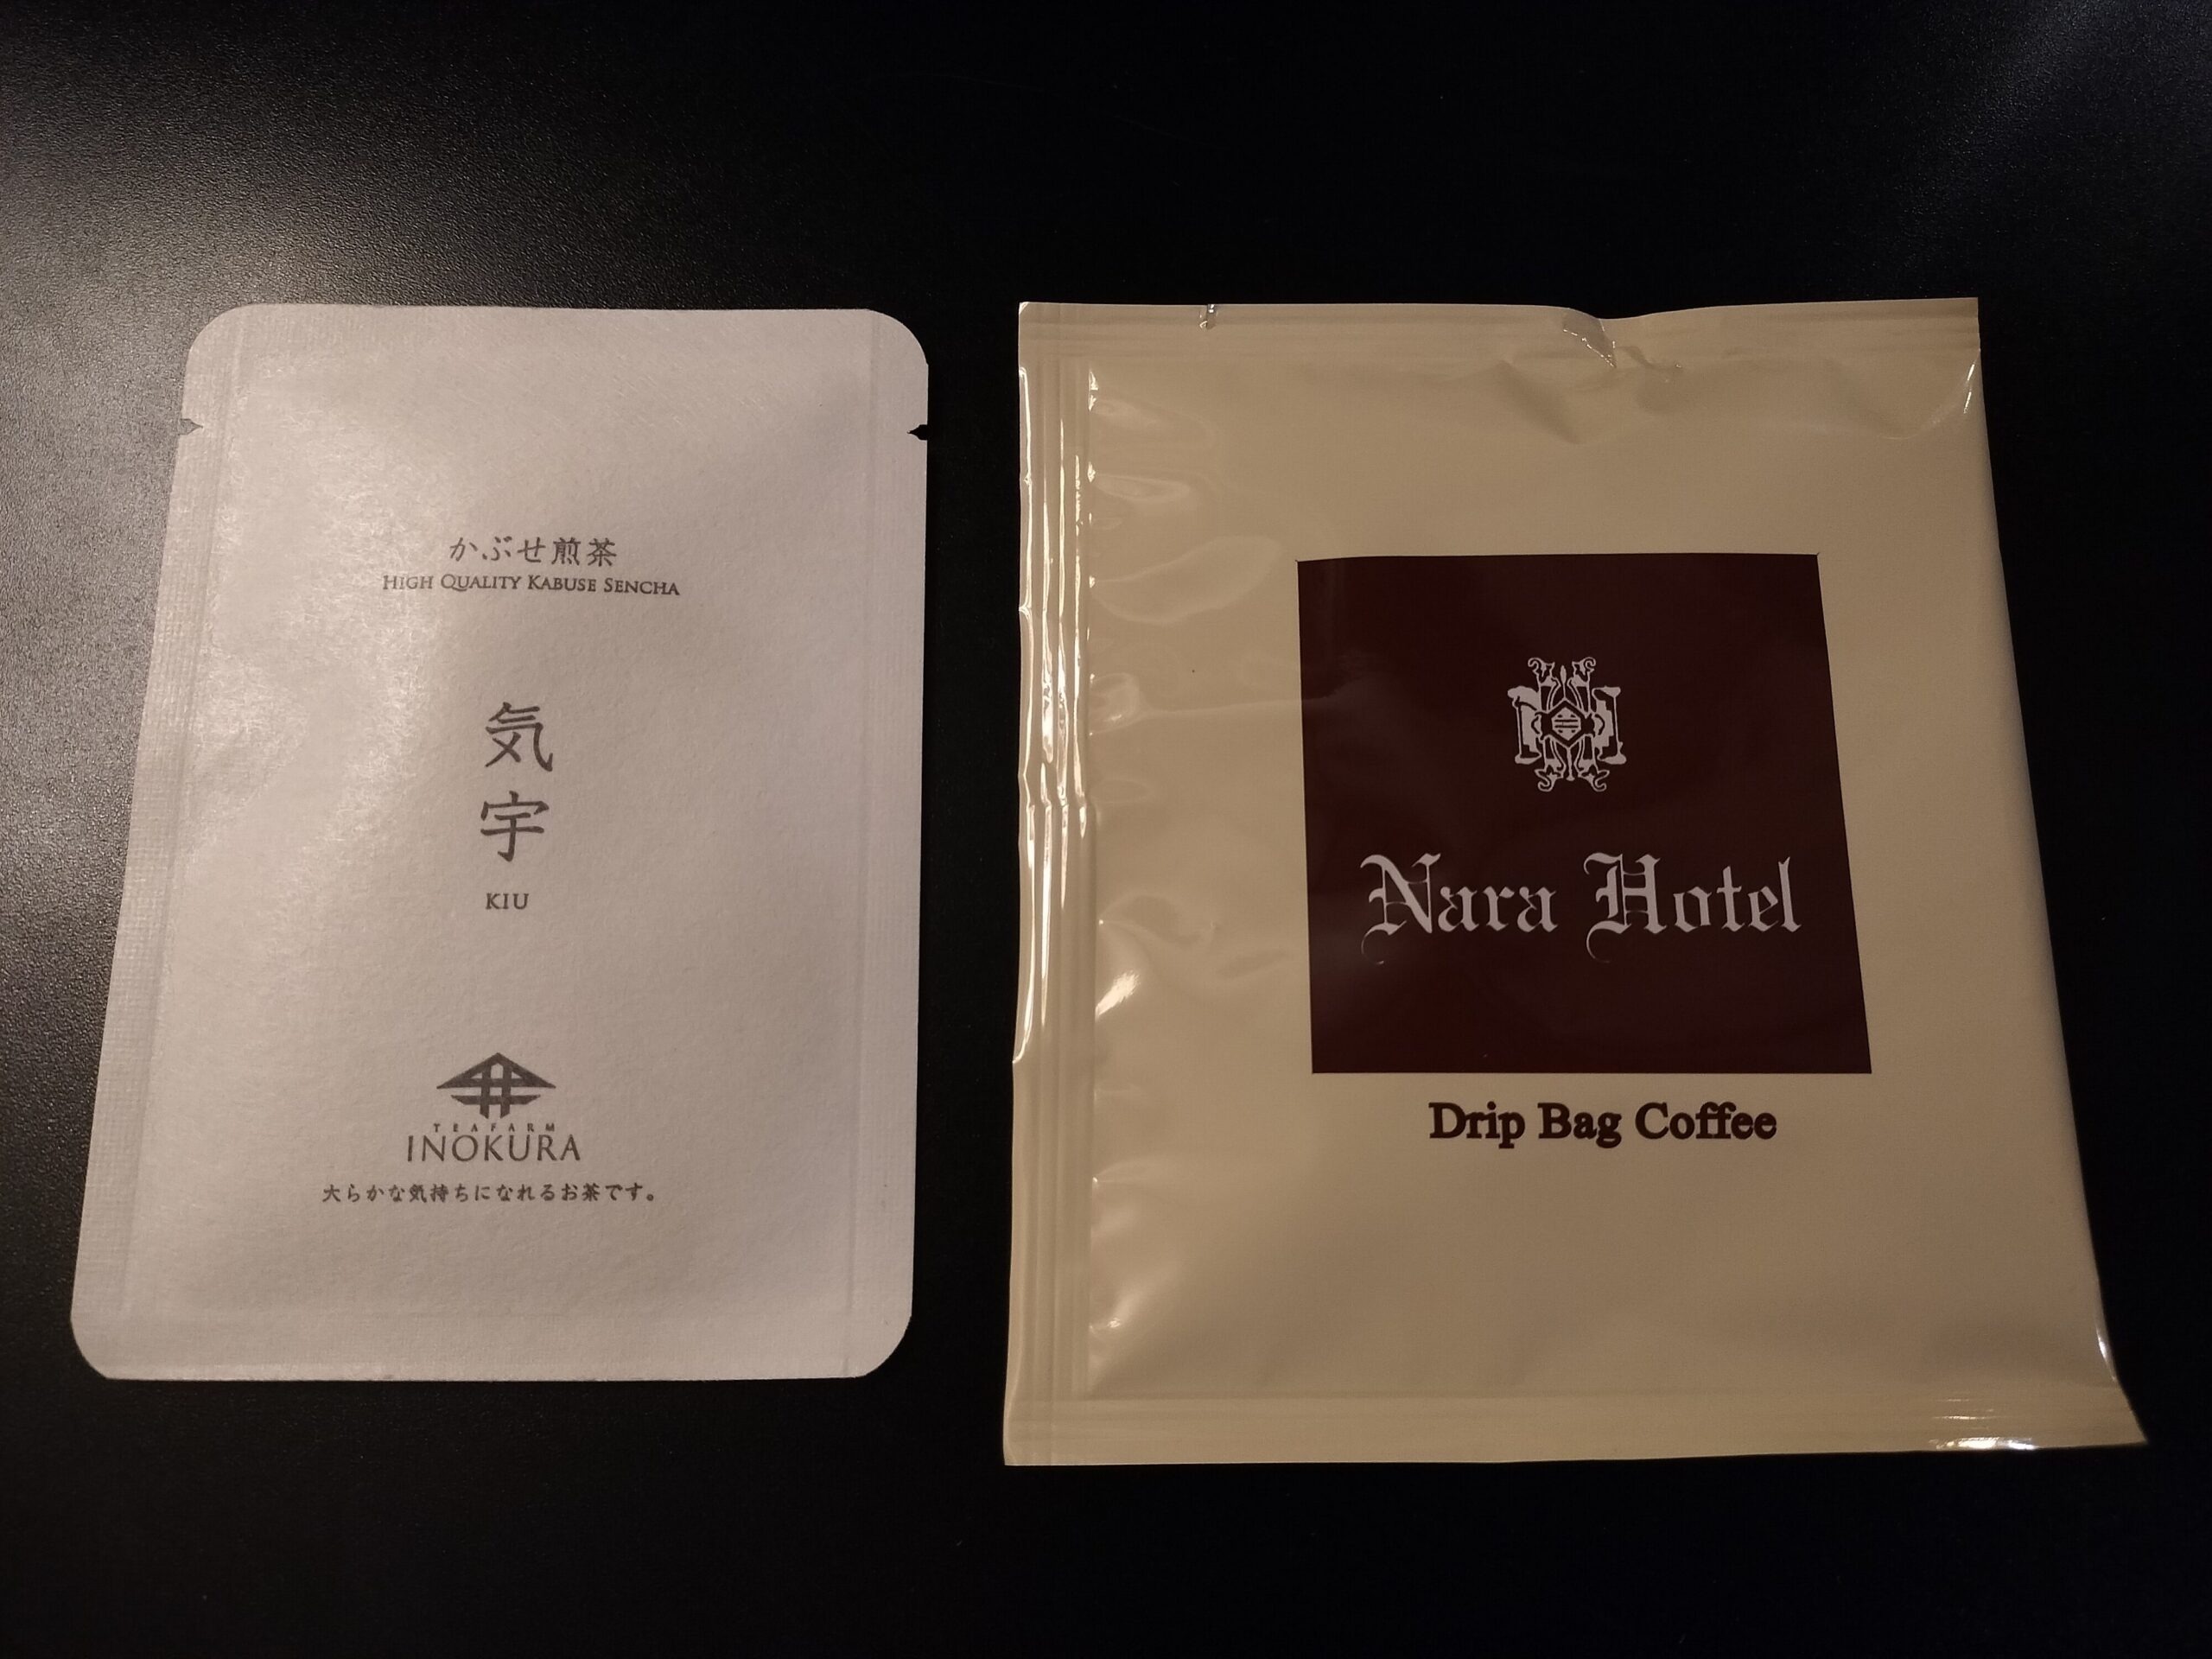 かぶせ煎茶
HIGH QUALITY KABUSE SENCHA
気宇
KIU
TEAFARM
INOKURA
大らかな気持ちになれるお茶です。
Nara Hotel
Drip Bag Coffee